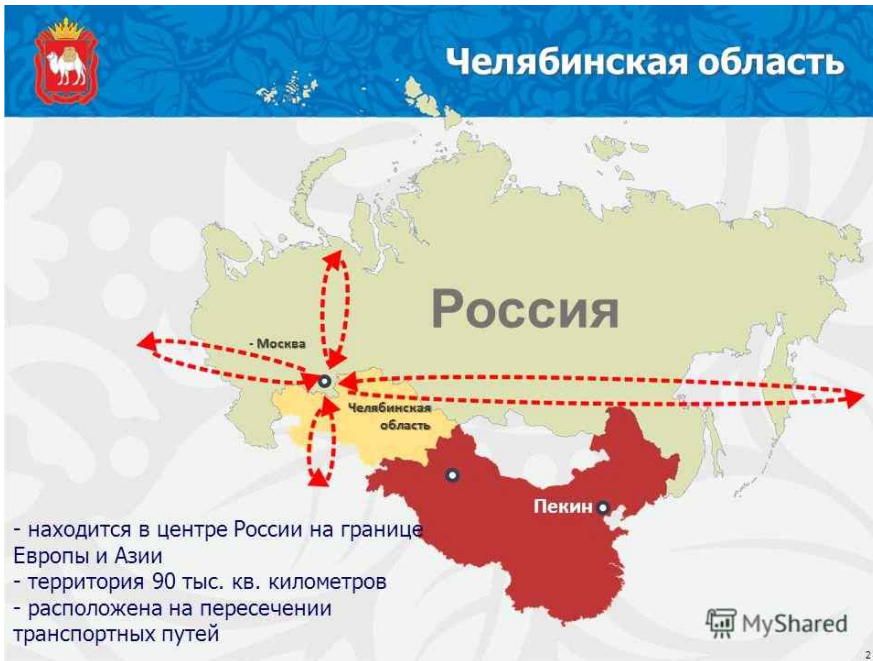 Челябинская область
Россия
- Москва
Челябинская
область
Пекин
- находится в центре России на границе
Европы и Азии
- территория 90 тыс. кв. километров
- расположена на пересечении
транспортных путей
MyShared
2